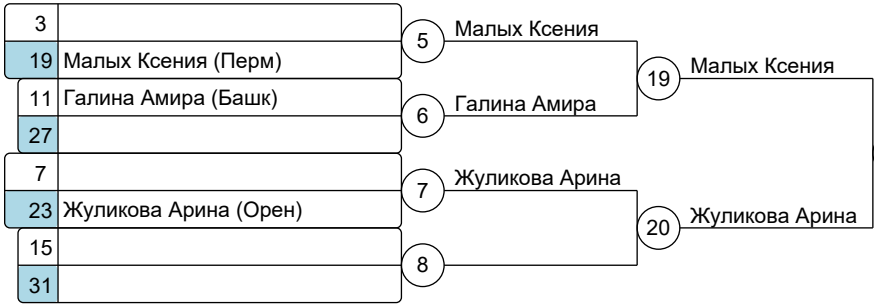 3
5
Малых Ксения
19 Малых Ксения (Перм)
19
Малых Ксения
11 Галина Амира (Башк)
6
Галина Амира
27
7
7
Жуликова Арина
23 Жуликова Арина (Орен)
20
Жуликова Арина
15
8
31